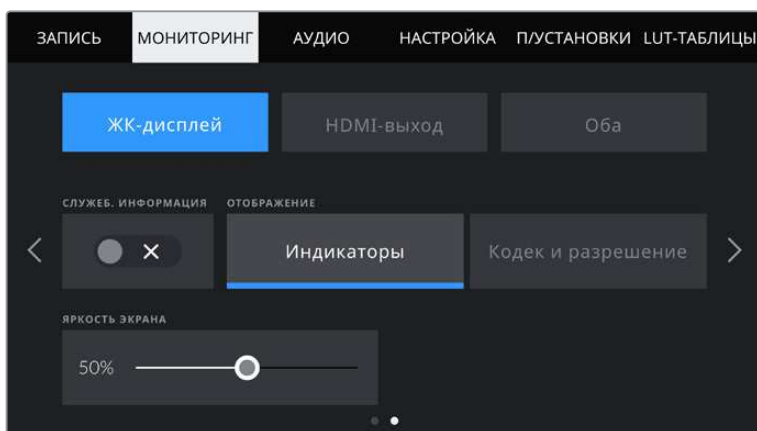 ЗАПИСЬ МОНИТОРИНГ АУДИО НАСТРОЙКА П/УСТАНОВКИ LUT-ТАБЛИЦЫ
ЖК-дисплей HDMI-выход Оба
СЛУЖЕБ. ИНФОРМАЦИЯ ОТОБРАЖЕНИЕ
Индикаторы Кодек и разрешение
ЯРКОСТЬ ЭКРАНА
50%